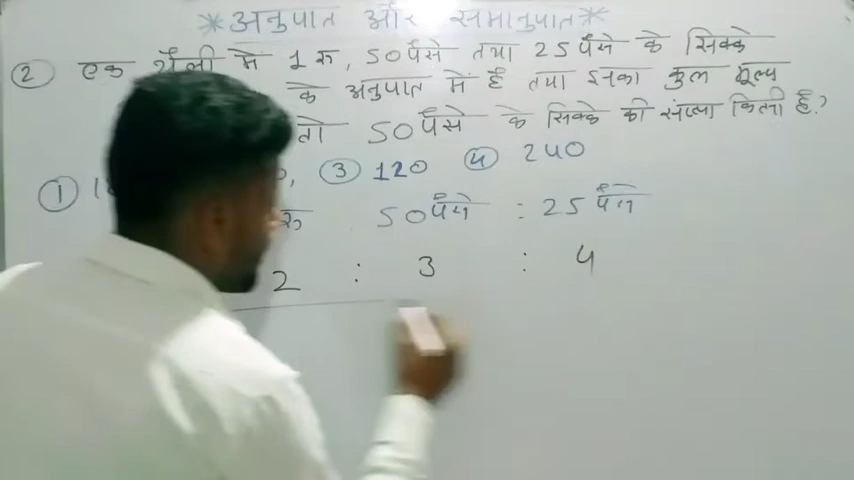 *अनुपात और समानुपात*
② एक थैली में 1 रु, 50 पैसे तथा 25 पैसे के सिक्के
के अनुपात में है तथा इनका कुल मूल्य
तो 50 पैसे के सिक्के की संख्या कितनी है?
① ③ 120 ④ 240
रु 50 पैसे : 25 पैसे
2 : 3 : 4